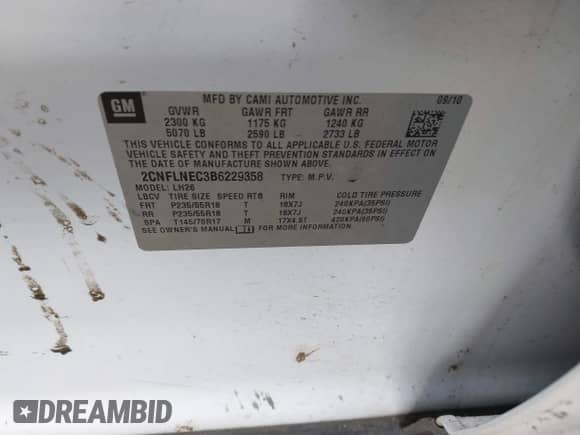 GM
MFD BY CAMI AUTOMOTIVE INC. 09/10
GVWR GAWR FRT GAWR RR
2300 KG 1175 KG 1240 KG
5070 LB 2590 LB 2733 LB
THIS VEHICLE CONFORMS TO ALL APPLICABLE U.S. FEDERAL MOTOR
VEHICLE SAFETY AND THEFT PREVENTION STANDARDS IN EFFECT ON THE
DATE OF MANUFACTURE SHOWN ABOVE.
2CNFLNEC3B6229358 TYPE: M.P.V.
MODEL: LH26
LBCV TIRE SIZE SPEED RTG RIM COLD TIRE PRESSURE
FRT P235/55R18 T 18X7J 240KPA(35PSI)
RR P235/55R18 T 18X7J 240KPA(35PSI)
SPA T145/70R17 M 17X4.5T 420KPA(60PSI)
SEE OWNER'S MANUAL FOR MORE INFORMATION.
DREAMBID